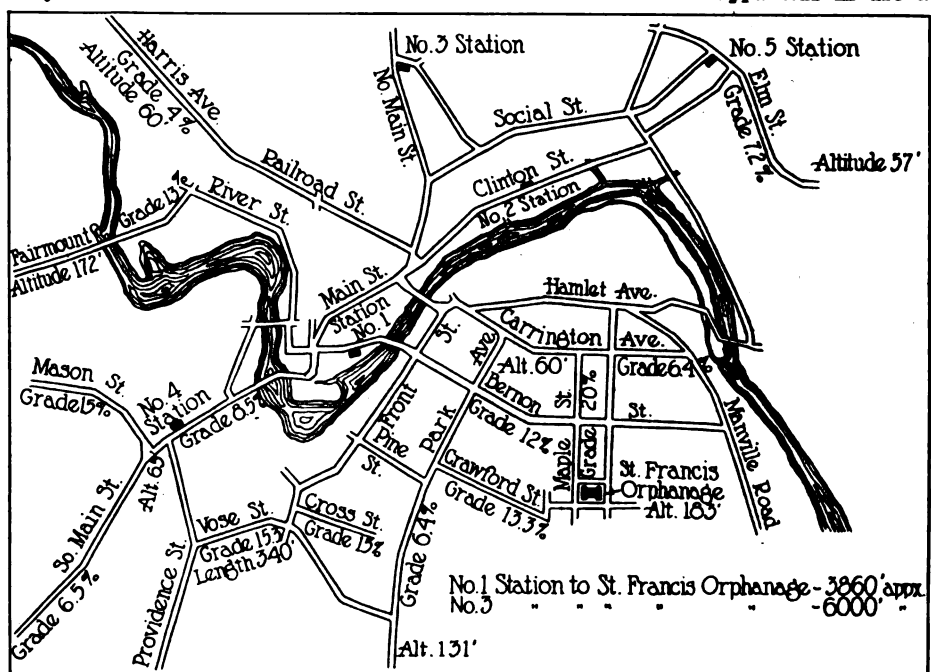 No. 3 Station
No. 5 Station
Harris Ave.
Grade 4%
Altitude 60'
No. Main St.
Social St.
Elm St.
Grade 7.2%
Altitude 57'
Railroad St.
Clinton St.
No. 2 Station
River St.
Fairmount
Grade 13%
Altitude 172'
Main St.
Station
No. 1
Hamlet Ave.
Carrington Ave.
Alt. 60'
Grade 6.4%
Mason St.
Grade 15%
No. 4
Station
Grade 8.5
Front St.
Park Ave.
Bernon St.
Grade 12%
Maple St.
Grade 20%
Manville Road
Pine St.
Crawford St.
Grade 13.3%
St. Francis
Orphanage
Alt. 183'
So. Main St.
Grade 6.5%
Alt. 65'
Vose St.
Grade 15.3'
Length 340'
Cross St.
Grade 15%
Providence St.
Grade 6.4%
Alt. 131'
No. 1 Station to St. Francis Orphanage - 3860' appx.
No. 3 " " " " " - 6000' "